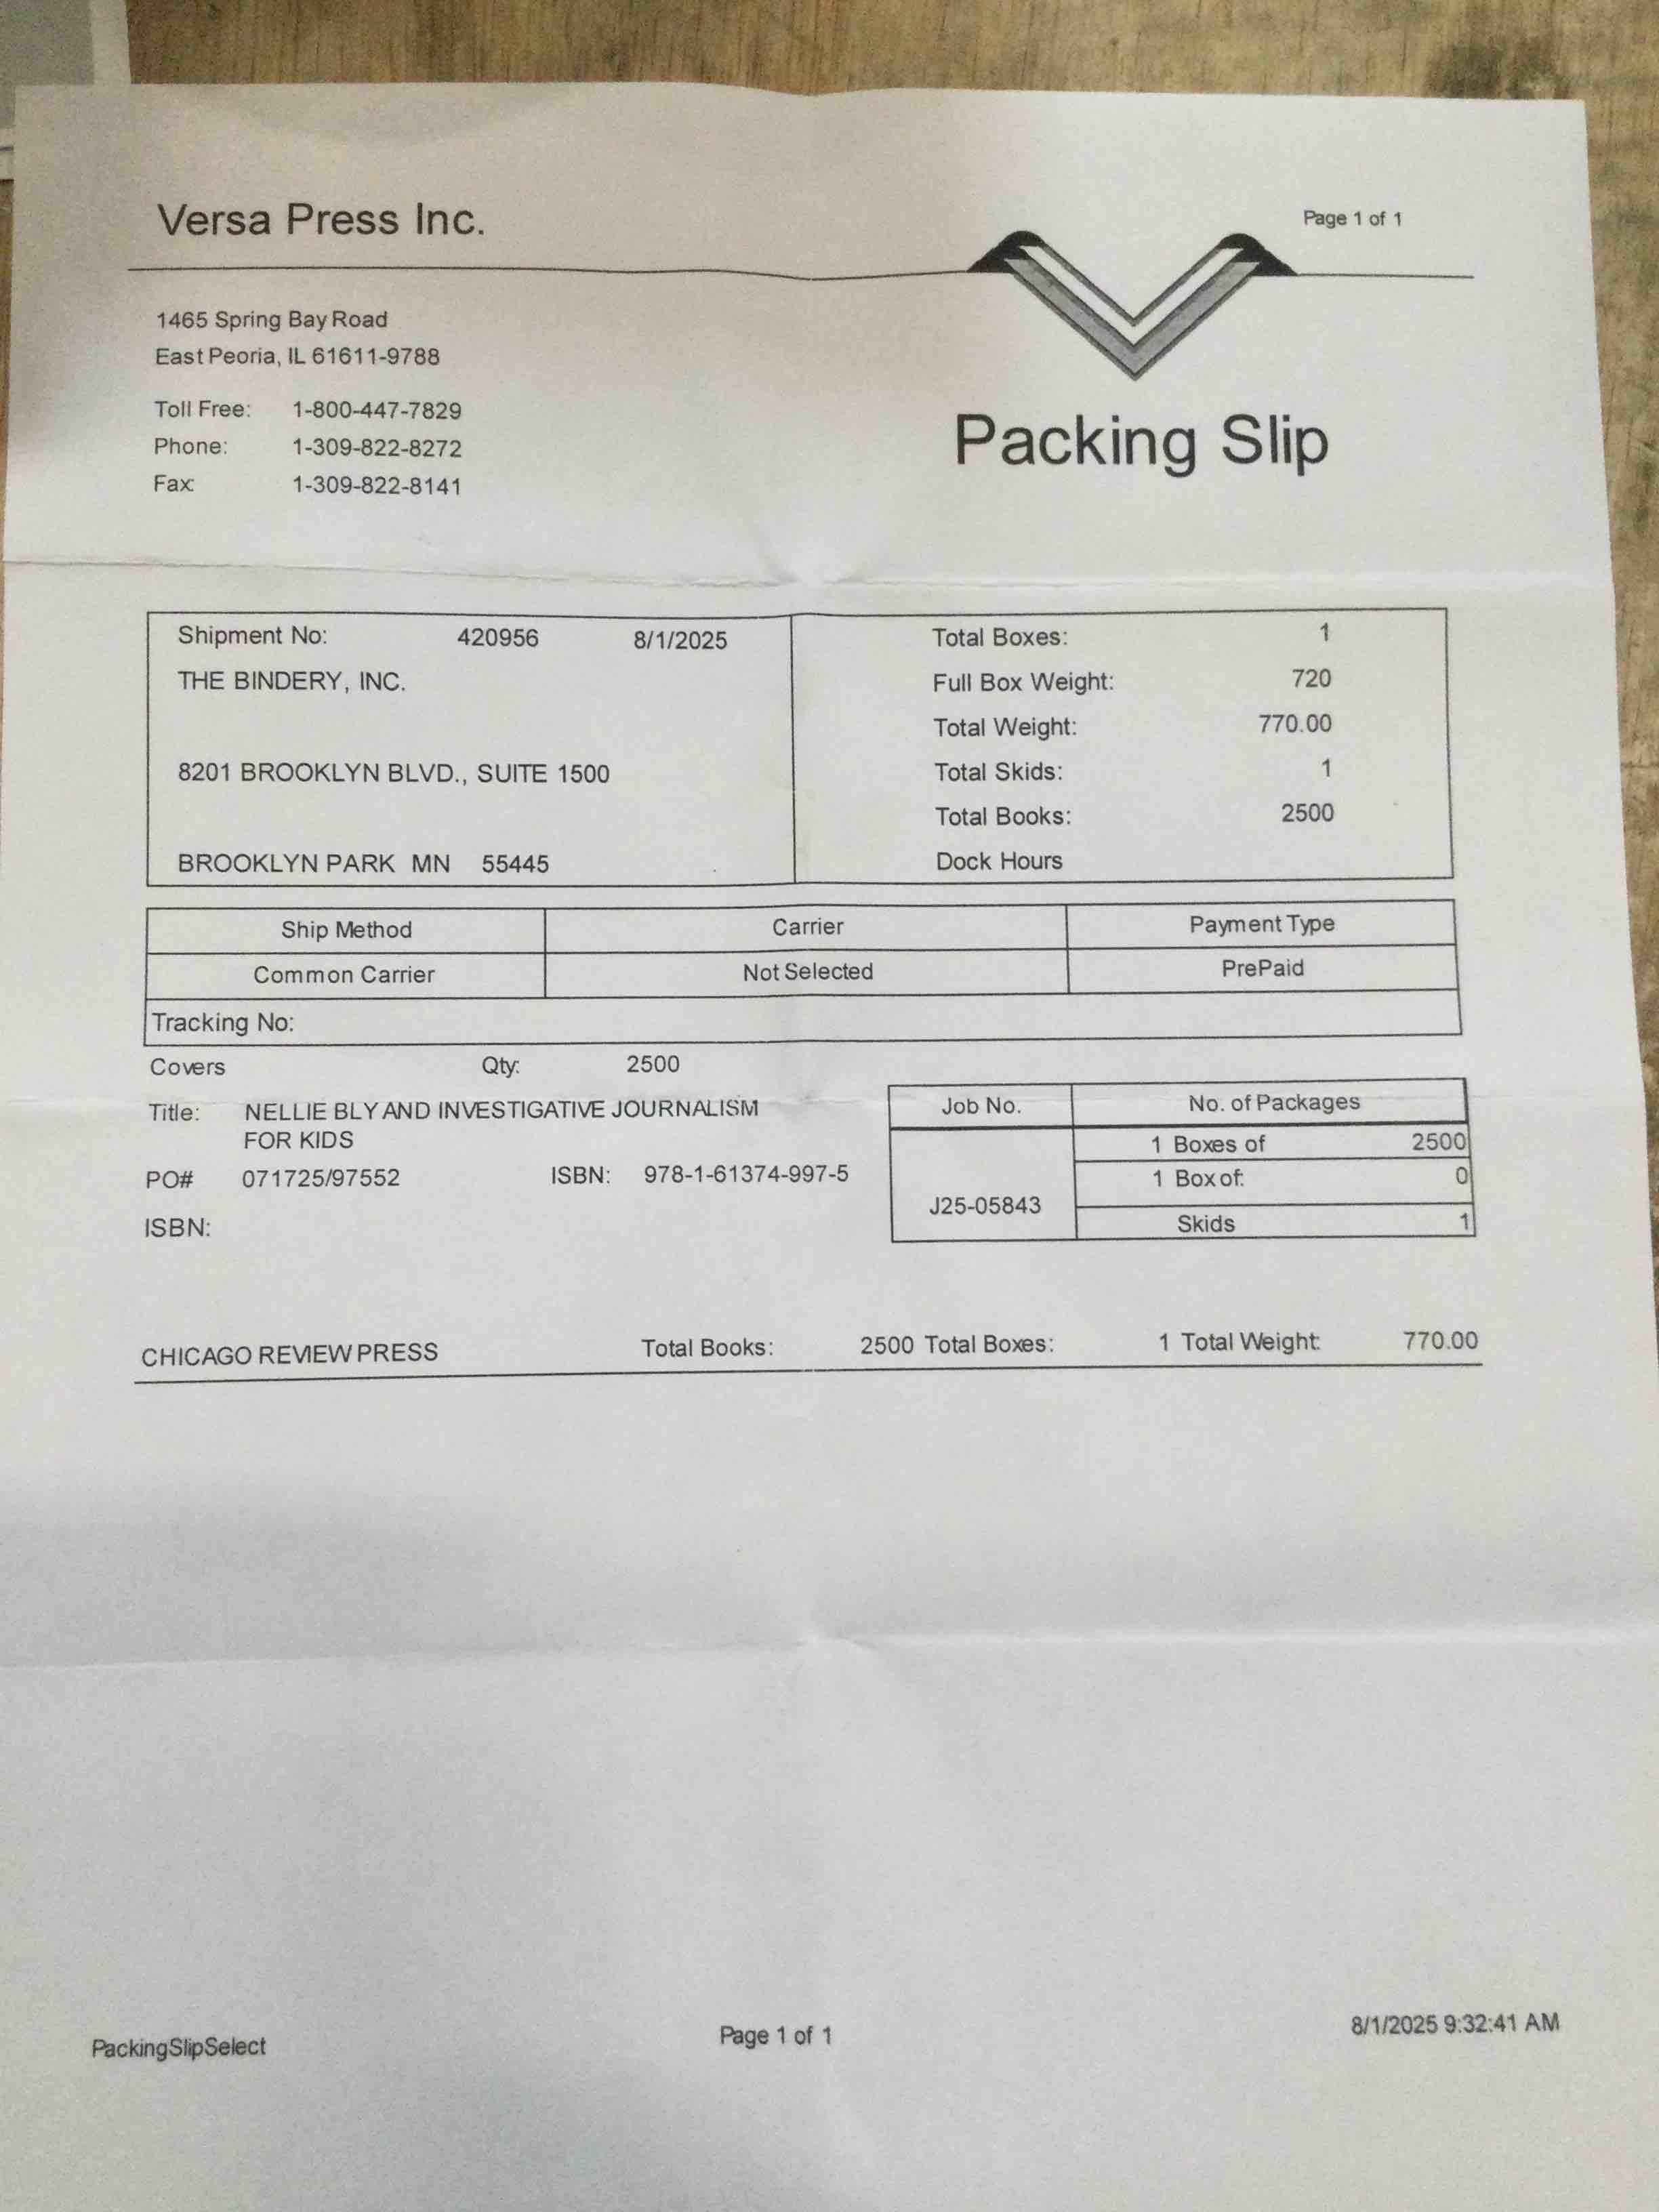 Versa Press Inc.
Page 1 of 1
1465 Spring Bay Road
East Peoria, IL 61611-9788
Toll Free: 1-800-447-7829
Phone: 1-309-822-8272
Fax: 1-309-822-8141
Packing Slip
Shipment No: 420956 8/1/2025
THE BINDERY, INC.
8201 BROOKLYN BLVD., SUITE 1500
BROOKLYN PARK MN 55445
Total Boxes: 1
Full Box Weight: 720
Total Weight: 770.00
Total Skids: 1
Total Books: 2500
Dock Hours
Ship Method Carrier Payment Type
Common Carrier Not Selected PrePaid
Tracking No:
Covers Qty: 2500
Title: NELLIE BLY AND INVESTIGATIVE JOURNALISM
FOR KIDS
PO# 071725/97552 ISBN: 978-1-61374-997-5
ISBN:
Job No. No. of Packages
1 Boxes of 2500
1 Box of: 0
J25-05843
Skids 1
CHICAGO REVIEW PRESS Total Books: 2500 Total Boxes: 1 Total Weight: 770.00
PackingSlipSelect Page 1 of 1 8/1/2025 9:32:41 AM